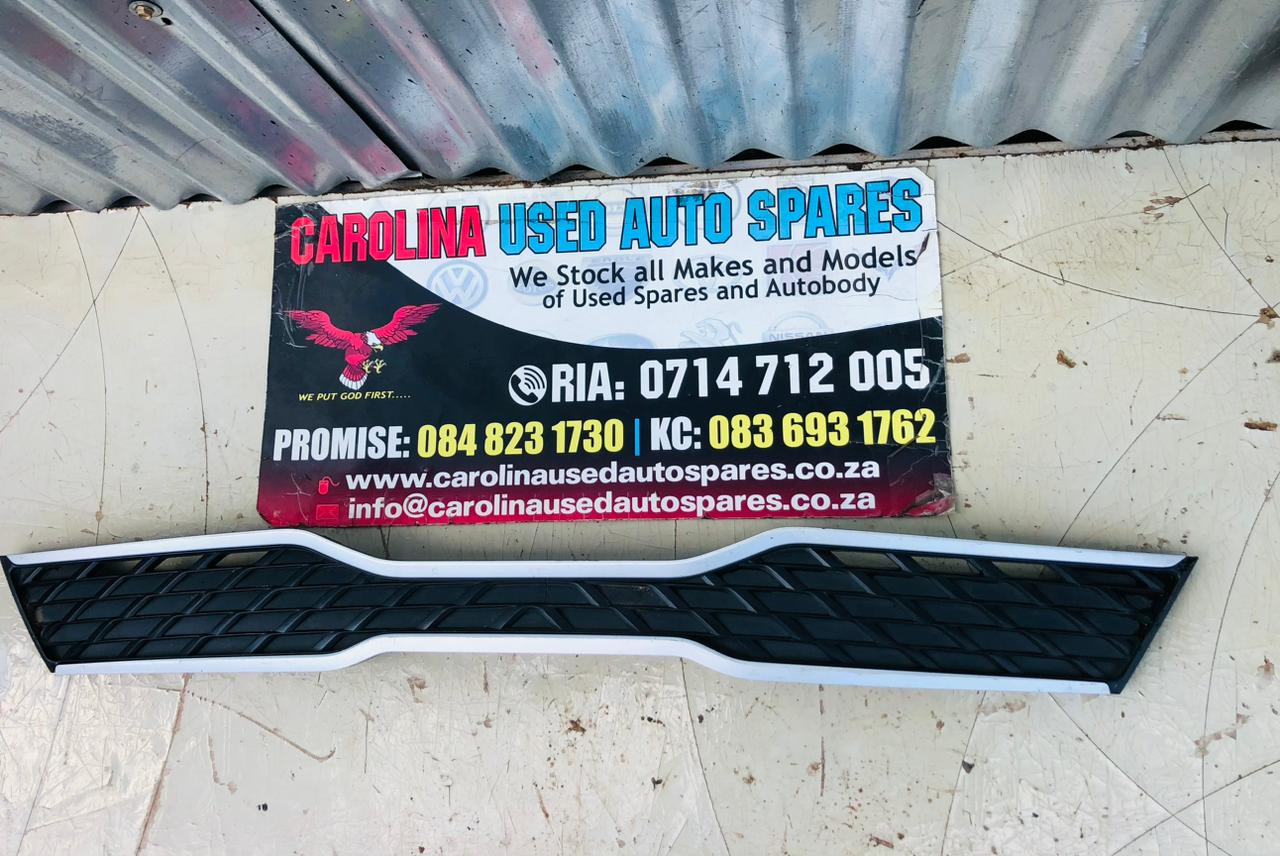 CAROLINA USED AUTO SPARES
We Stock all Makes and Models
of Used Spares and Autobody
NISSAN
WE PUT GOD FIRST.....
RIA: 0714 712 005
PROMISE: 084 823 1730 | KC: 083 693 1762
www.carolinausedautospares.co.za
info@carolinausedautospares.co.za